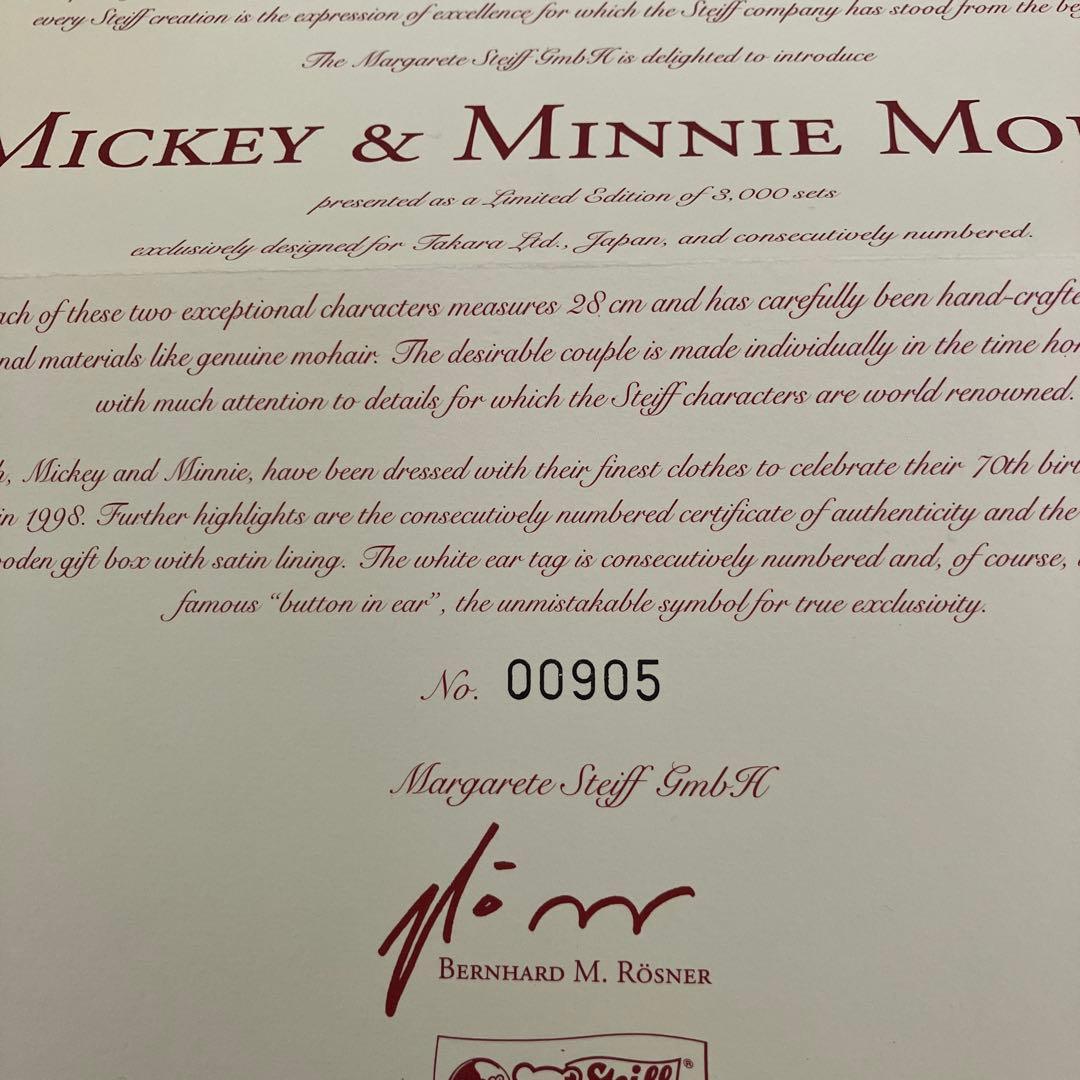 every Steiff creation is the expression of excellence for which the Steiff company has stood from the be
The Margarete Steiff GmbH is delighted to introduce
MICKEY & MINNIE MOU
presented as a Limited Edition of 3,000 sets
exclusively designed for Takara Ltd., Japan, and consecutively numbered.
ach of these two exceptional characters measures 28 cm and has carefully been hand-crafte
nal materials like genuine mohair. The desirable couple is made individually in the time hon
with much attention to details for which the Steiff characters are world renowned.
h, Mickey and Minnie, have been dressed with their finest clothes to celebrate their 70th birt
in 1998. Further highlights are the consecutively numbered certificate of authenticity and the
ooden gift box with satin lining. The white ear tag is consecutively numbered and, of course,
famous “button in ear”, the unmistakable symbol for true exclusivity.
No. 00905
Margarete Steiff GmbH
BERNHARD M. RÖSNER
Steiff®